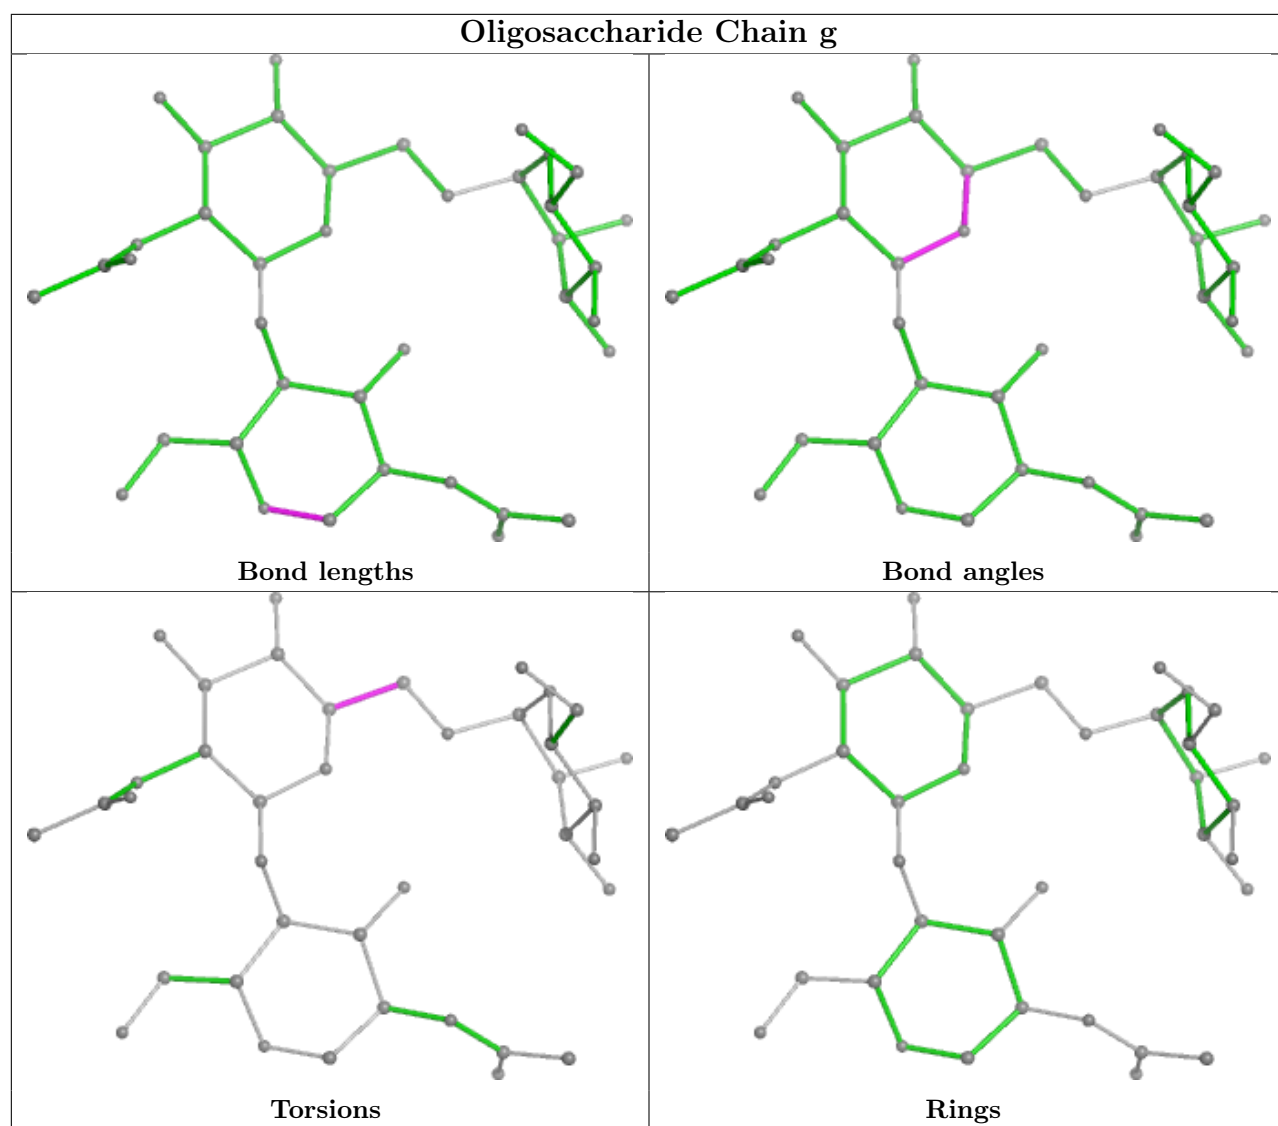 Oligosaccharide Chain g
Bond lengths
Bond angles
Torsions
Rings